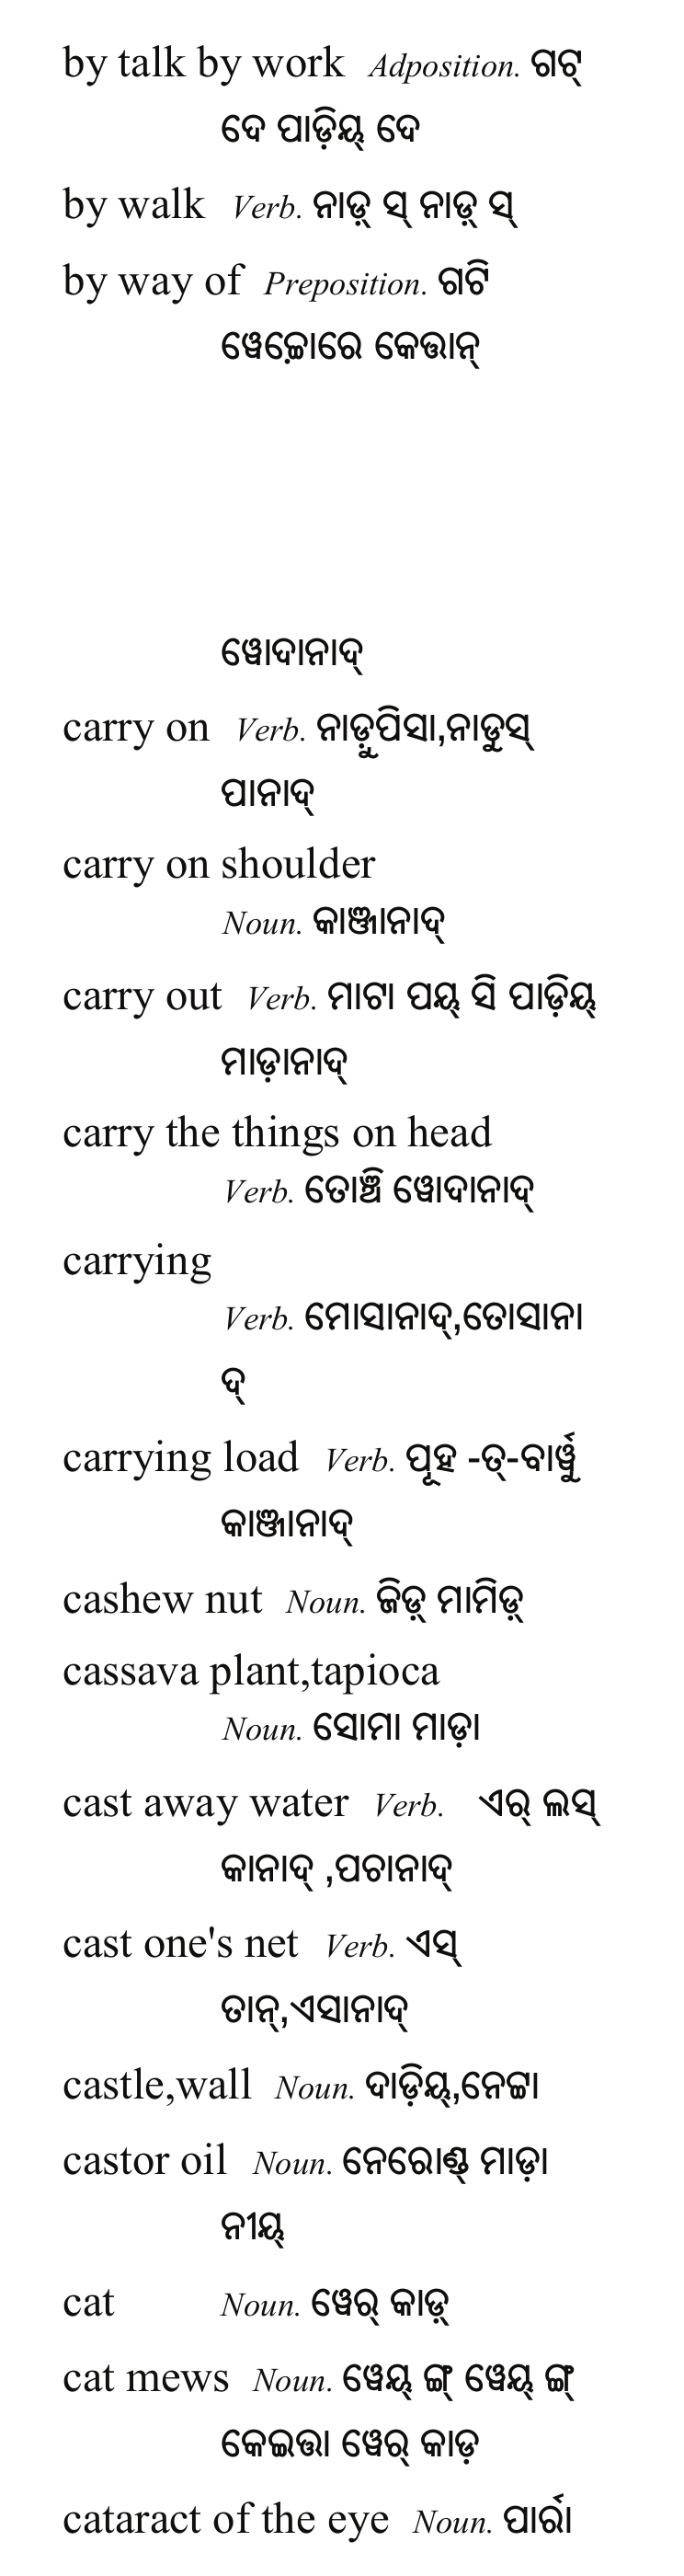 by talk by work Adposition. ଗଟ୍
ଦେ ପାଡ଼ିୟ୍ ଦେ
by walk Verb. ନାଡ଼୍ ସ୍ ନାଡ଼୍ ସ୍
by way of Preposition. ଗଟି
ୱେଚ୍ଚୋରେ କେତ୍ତାନ୍
ୱୋଦାନାଦ୍
carry on Verb. ନାଡ଼ୁପିସା,ନାଡୁସ୍
ପାନାଦ୍
carry on shoulder
Noun. କାଞ୍ଜାନାଦ୍
carry out Verb. ମାଟା ପୟ୍ ସି ପାଡ଼ିୟ୍
ମାଡ଼ାନାଦ୍
carry the things on head
Verb. ତୋଞ୍ଚି ୱୋଦାନାଦ୍
carrying
Verb. ମୋସାନାଦ୍,ତୋସାନା
ଦ୍
carrying load Verb. ପୂହ -ତ୍-ବାର୍ୱୁ
କାଞ୍ଜାନାଦ୍
cashew nut Noun. ଜିଡ଼୍ ମାମିଡ଼୍
cassava plant,tapioca
Noun. ସୋମା ମାଡ଼ା
cast away water Verb. ଏର୍ ଲସ୍
କାନାଦ୍ ,ପଚାନାଦ୍
cast one's net Verb. ଏସ୍
ତାନ୍,ଏସାନାଦ୍
castle,wall Noun. ଦାଡ଼ିୟ୍,ନେଟ୍ଟା
castor oil Noun. ନେରୋଣ୍ଡ୍ ମାଡ଼ା
ନୀୟ୍
cat Noun. ୱେର୍ କାଡ଼୍
cat mews Noun. ୱେୟ୍ ଙ୍ଗ୍ ୱେୟ୍ ଙ୍ଗ୍
କେଇତ୍ତା ୱେର୍ କାଡ଼
cataract of the eye Noun. ପାର୍ରା